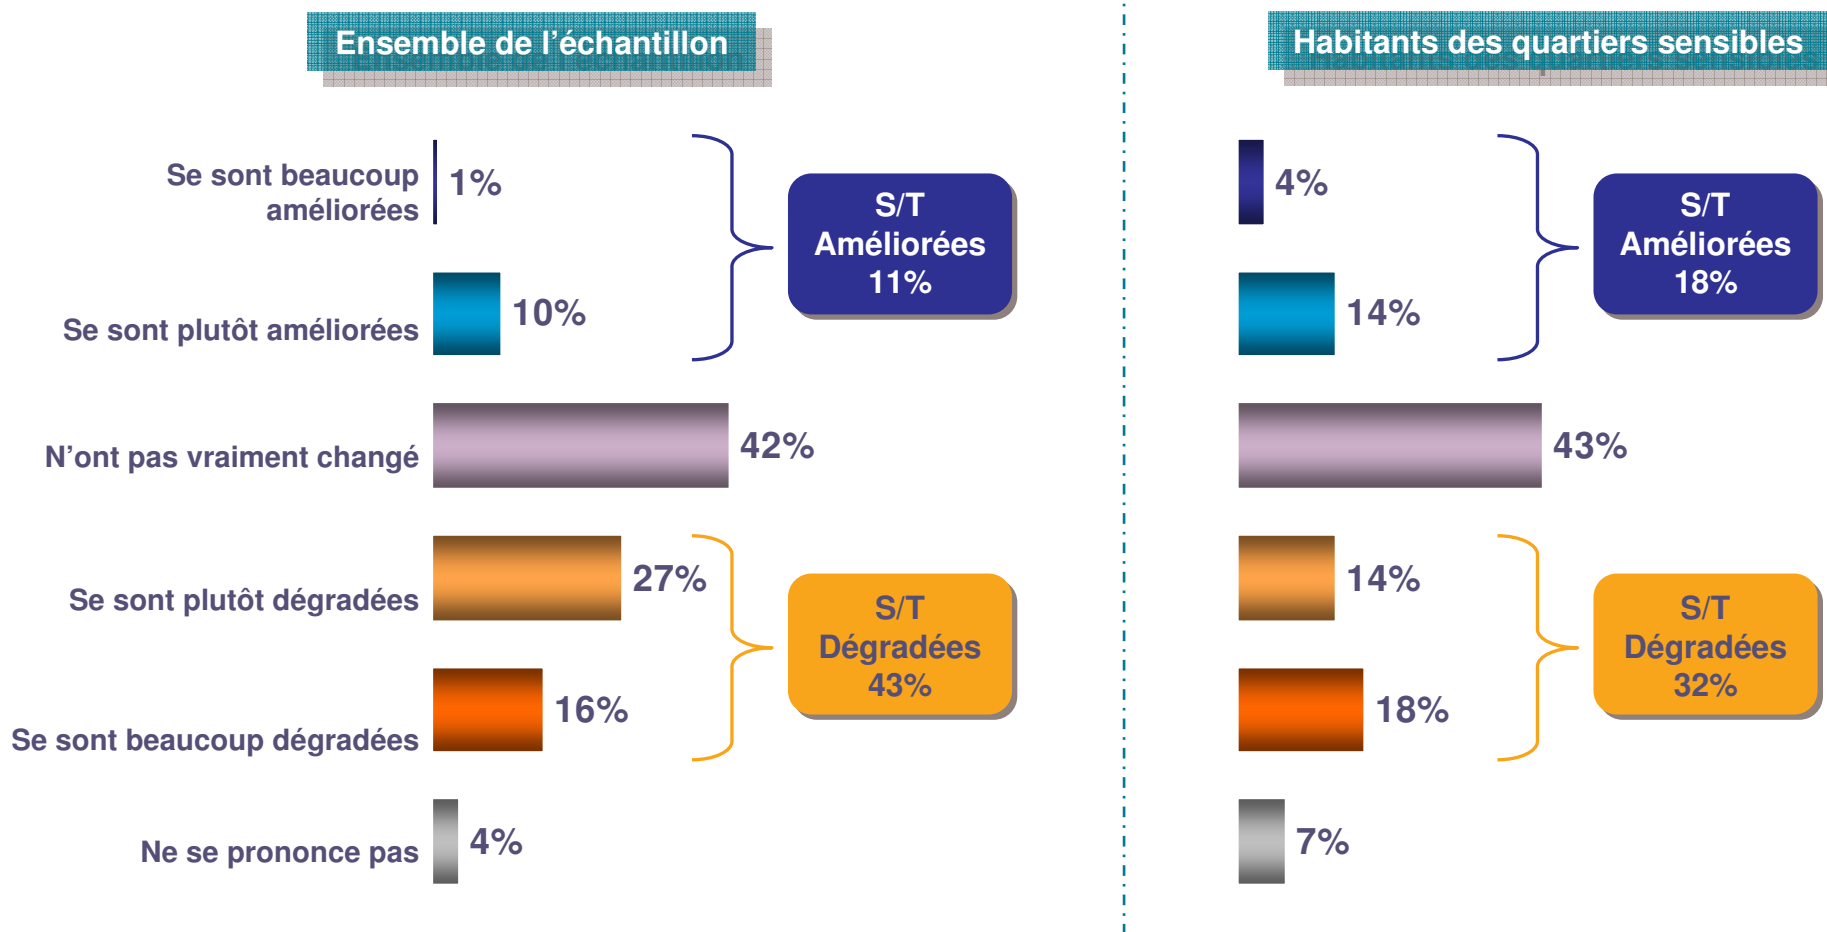 Ensemble de l’échantillon
Se sont beaucoup
améliorées
1%
Se sont plutôt améliorées
10%
S/T
Améliorées
11%
N’ont pas vraiment changé
42%
Se sont plutôt dégradées
27%
Se sont beaucoup dégradées
16%
S/T
Dégradées
43%
Ne se prononce pas
4%
Habitants des quartiers sensibles
4%
14%
S/T
Améliorées
18%
43%
14%
18%
S/T
Dégradées
32%
7%